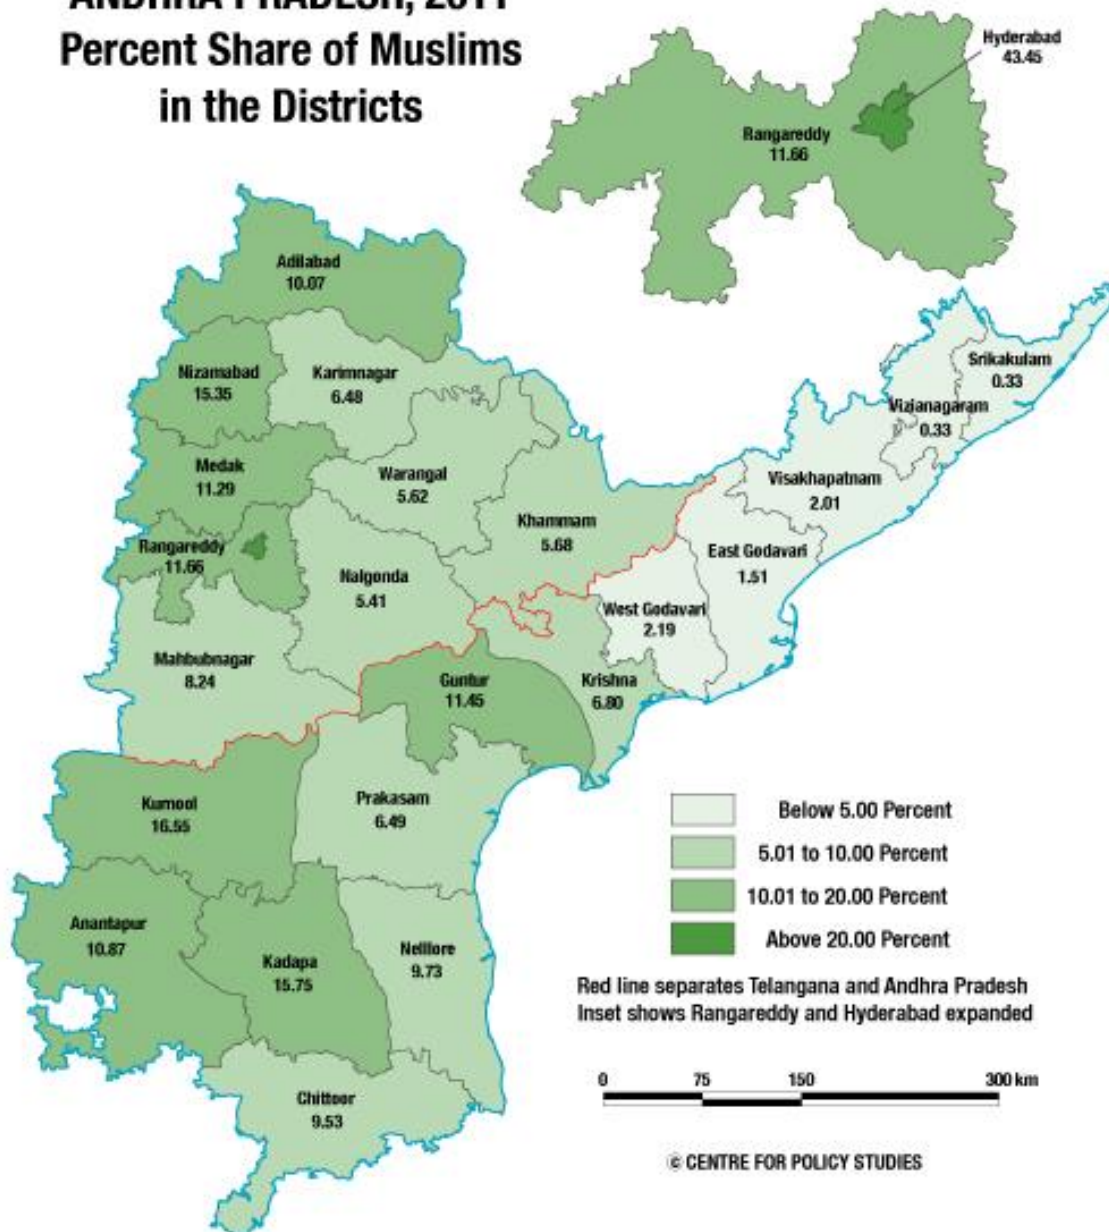 ANDHRA PRADESH, 2011
Percent Share of Muslims
in the Districts
Hyderabad
43.45
Rangareddy
11.66
Adilabad
10.07
Nizamabad
15.35
Karimnagar
6.48
Medak
11.29
Warangal
5.62
Rangareddy
11.66
Khammam
5.68
Nalgonda
5.41
Mahbubnagar
8.24
Srikakulam
0.33
Vizianagaram
0.33
Visakhapatnam
2.01
East Godavari
1.51
West Godavari
2.19
Guntur
11.45
Krishna
6.80
Kurnool
16.55
Prakasam
6.49
Anantapur
10.87
Kadapa
15.75
Nelllore
9.73
Chittoor
9.53
Below 5.00 Percent
5.01 to 10.00 Percent
10.01 to 20.00 Percent
Above 20.00 Percent
Red line separates Telangana and Andhra Pradesh
Inset shows Rangareddy and Hyderabad expanded
0 75 150 300 km
© CENTRE FOR POLICY STUDIES